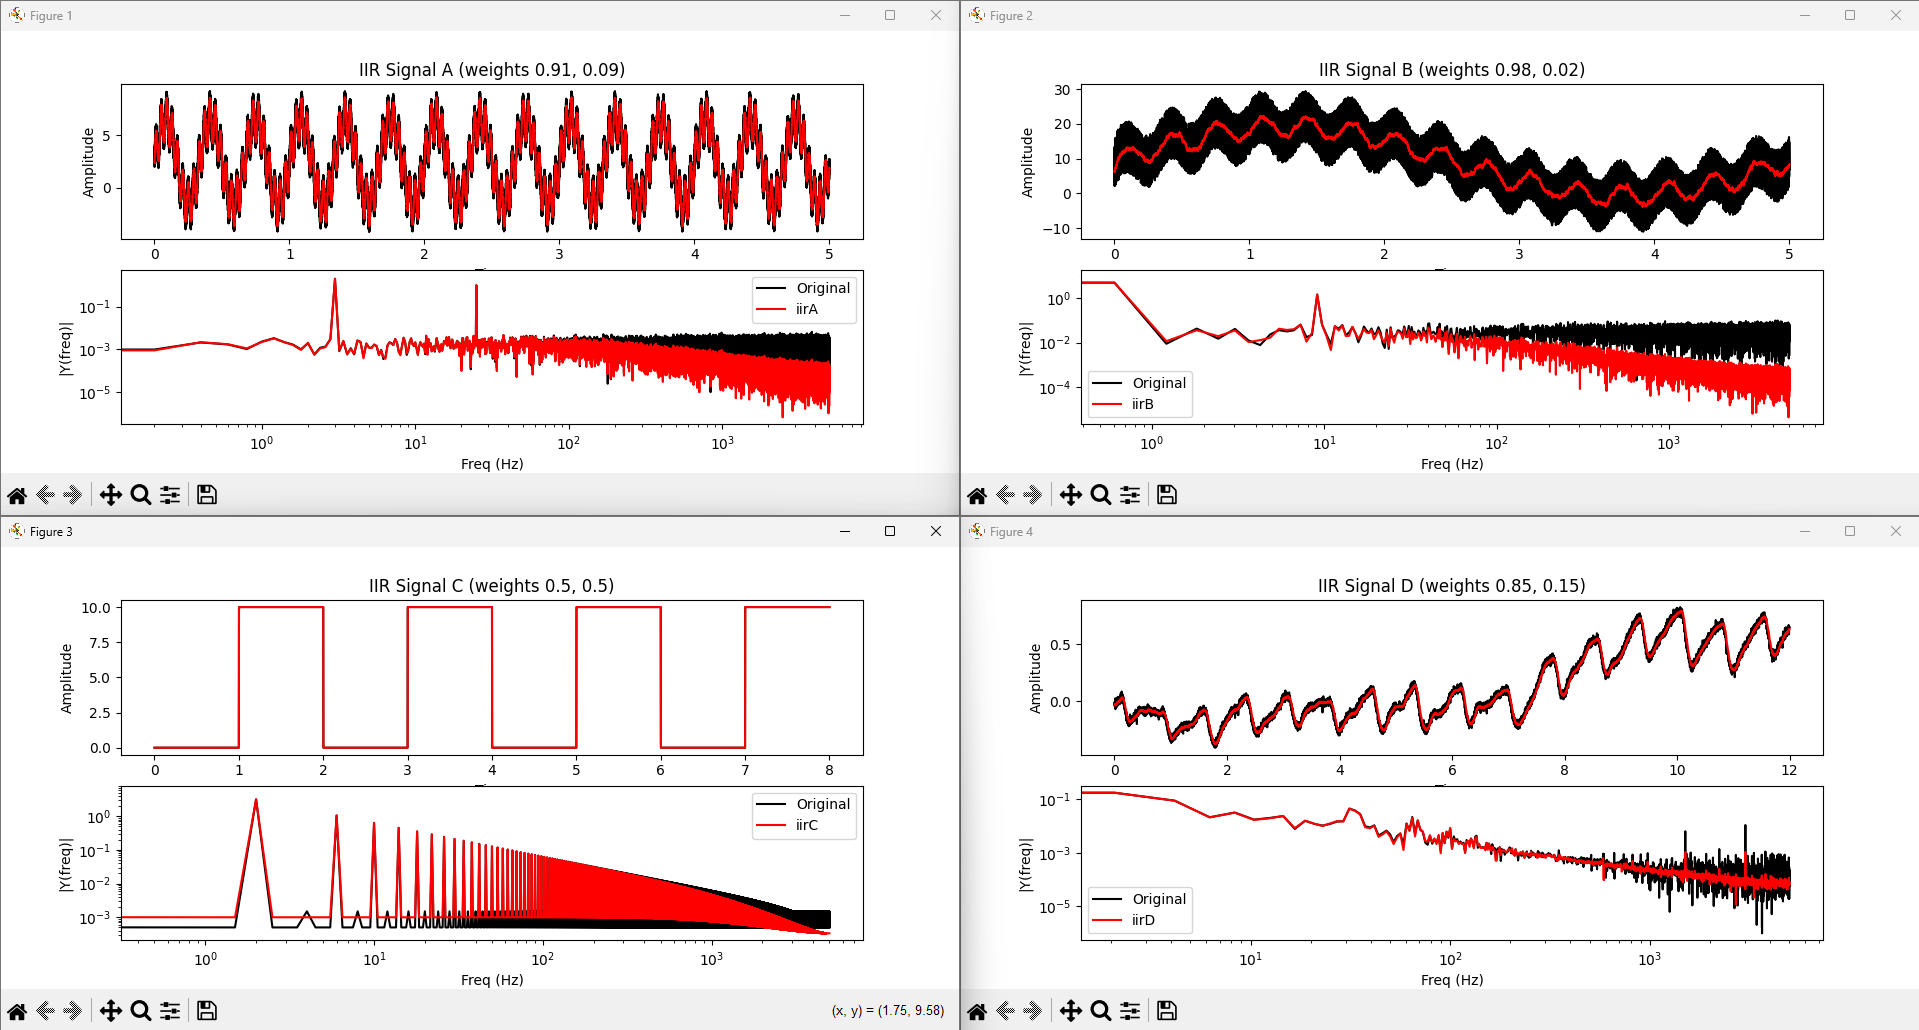 Figure 1
IIR Signal A (weights 0.91, 0.09)
Amplitude
5
0
0 1 2 3 4 5
|Y(freq)|
10⁻¹
10⁻³
10⁻⁵
Original
iirA
10⁰ 10¹ 10² 10³
Freq (Hz)
Figure 2
IIR Signal B (weights 0.98, 0.02)
Amplitude
30
20
10
0
−10
0 1 2 3 4 5
|Y(freq)|
10⁰
10⁻²
10⁻⁴
Original
iirB
10⁰ 10¹ 10² 10³
Freq (Hz)
Figure 3
IIR Signal C (weights 0.5, 0.5)
Amplitude
10.0
7.5
5.0
2.5
0.0
0 1 2 3 4 5 6 7 8
|Y(freq)|
10⁰
10⁻¹
10⁻²
10⁻³
Original
iirC
10⁰ 10¹ 10² 10³
Freq (Hz)
(x, y) = (1.75, 9.58)
Figure 4
IIR Signal D (weights 0.85, 0.15)
Amplitude
0.5
0.0
0 2 4 6 8 10 12
|Y(freq)|
10⁻¹
10⁻³
10⁻⁵
Original
iirD
10¹ 10² 10³
Freq (Hz)